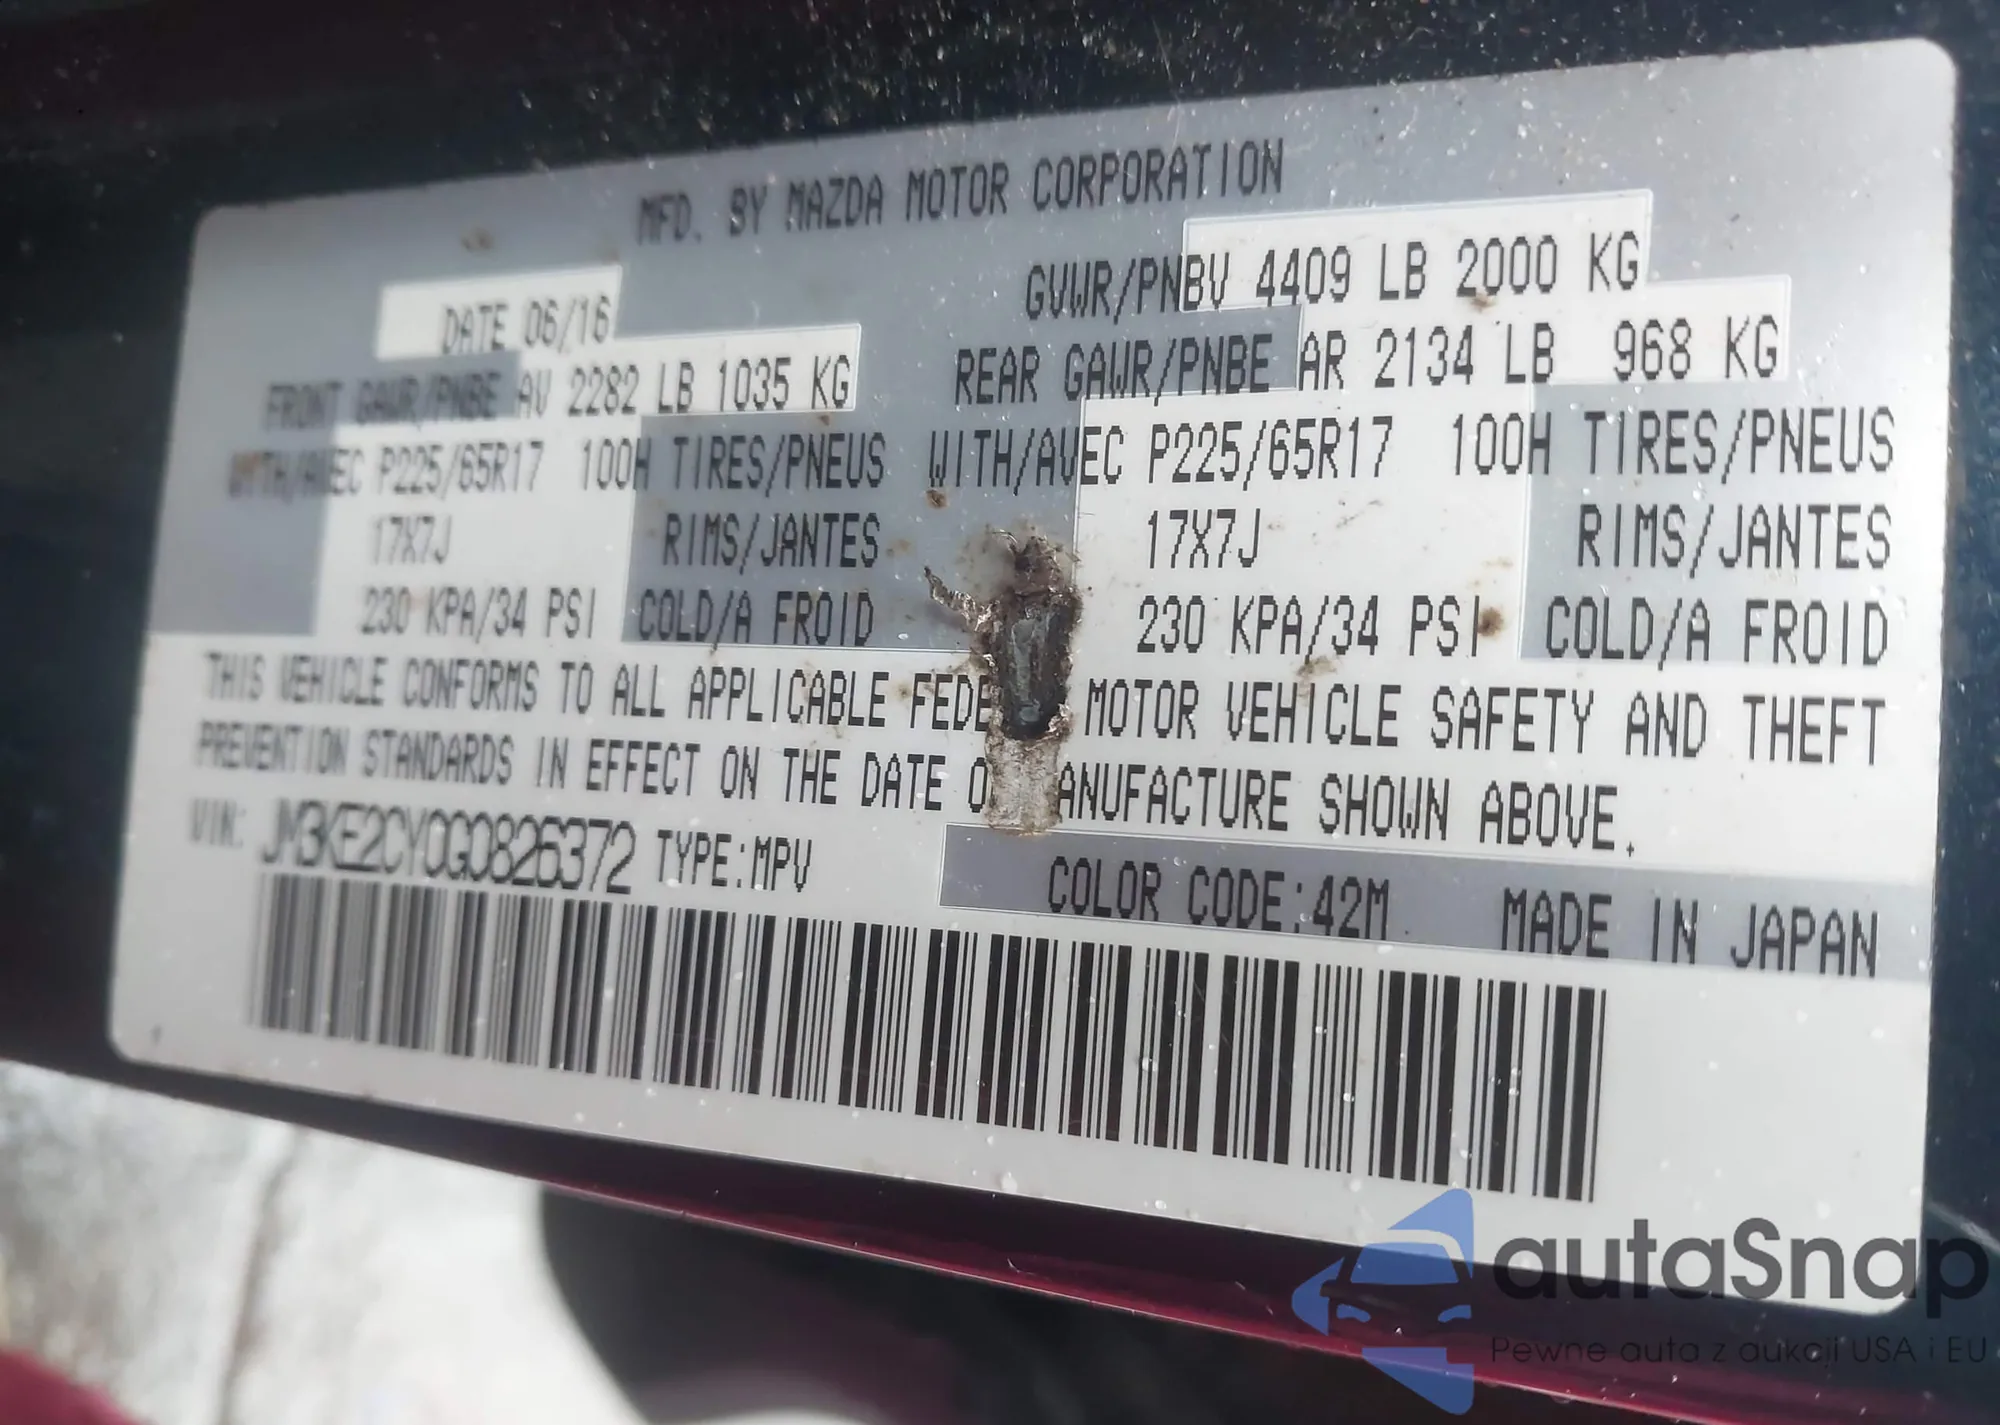 MFD. BY MAZDA MOTOR CORPORATION
DATE 06/16
GVWR/PNBV 4409 LB 2000 KG
FRONT GAWR/PNBE AV 2282 LB 1035 KG
REAR GAWR/PNBE AR 2134 LB 968 KG
WITH/AVEC P225/65R17 100H TIRES/PNEUS
WITH/AVEC P225/65R17 100H TIRES/PNEUS
17X7J RIMS/JANTES
17X7J RIMS/JANTES
230 KPA/34 PSI COLD/A FROID
230 KPA/34 PSI COLD/A FROID
THIS VEHICLE CONFORMS TO ALL APPLICABLE FEDE MOTOR VEHICLE SAFETY AND THEFT
PREVENTION STANDARDS IN EFFECT ON THE DATE O ANUFACTURE SHOWN ABOVE.
VIN: JM3KE2CY0G0826372 TYPE:MPV
COLOR CODE:42M MADE IN JAPAN
autaSnap
Pewne auta z aukcji USA i EU